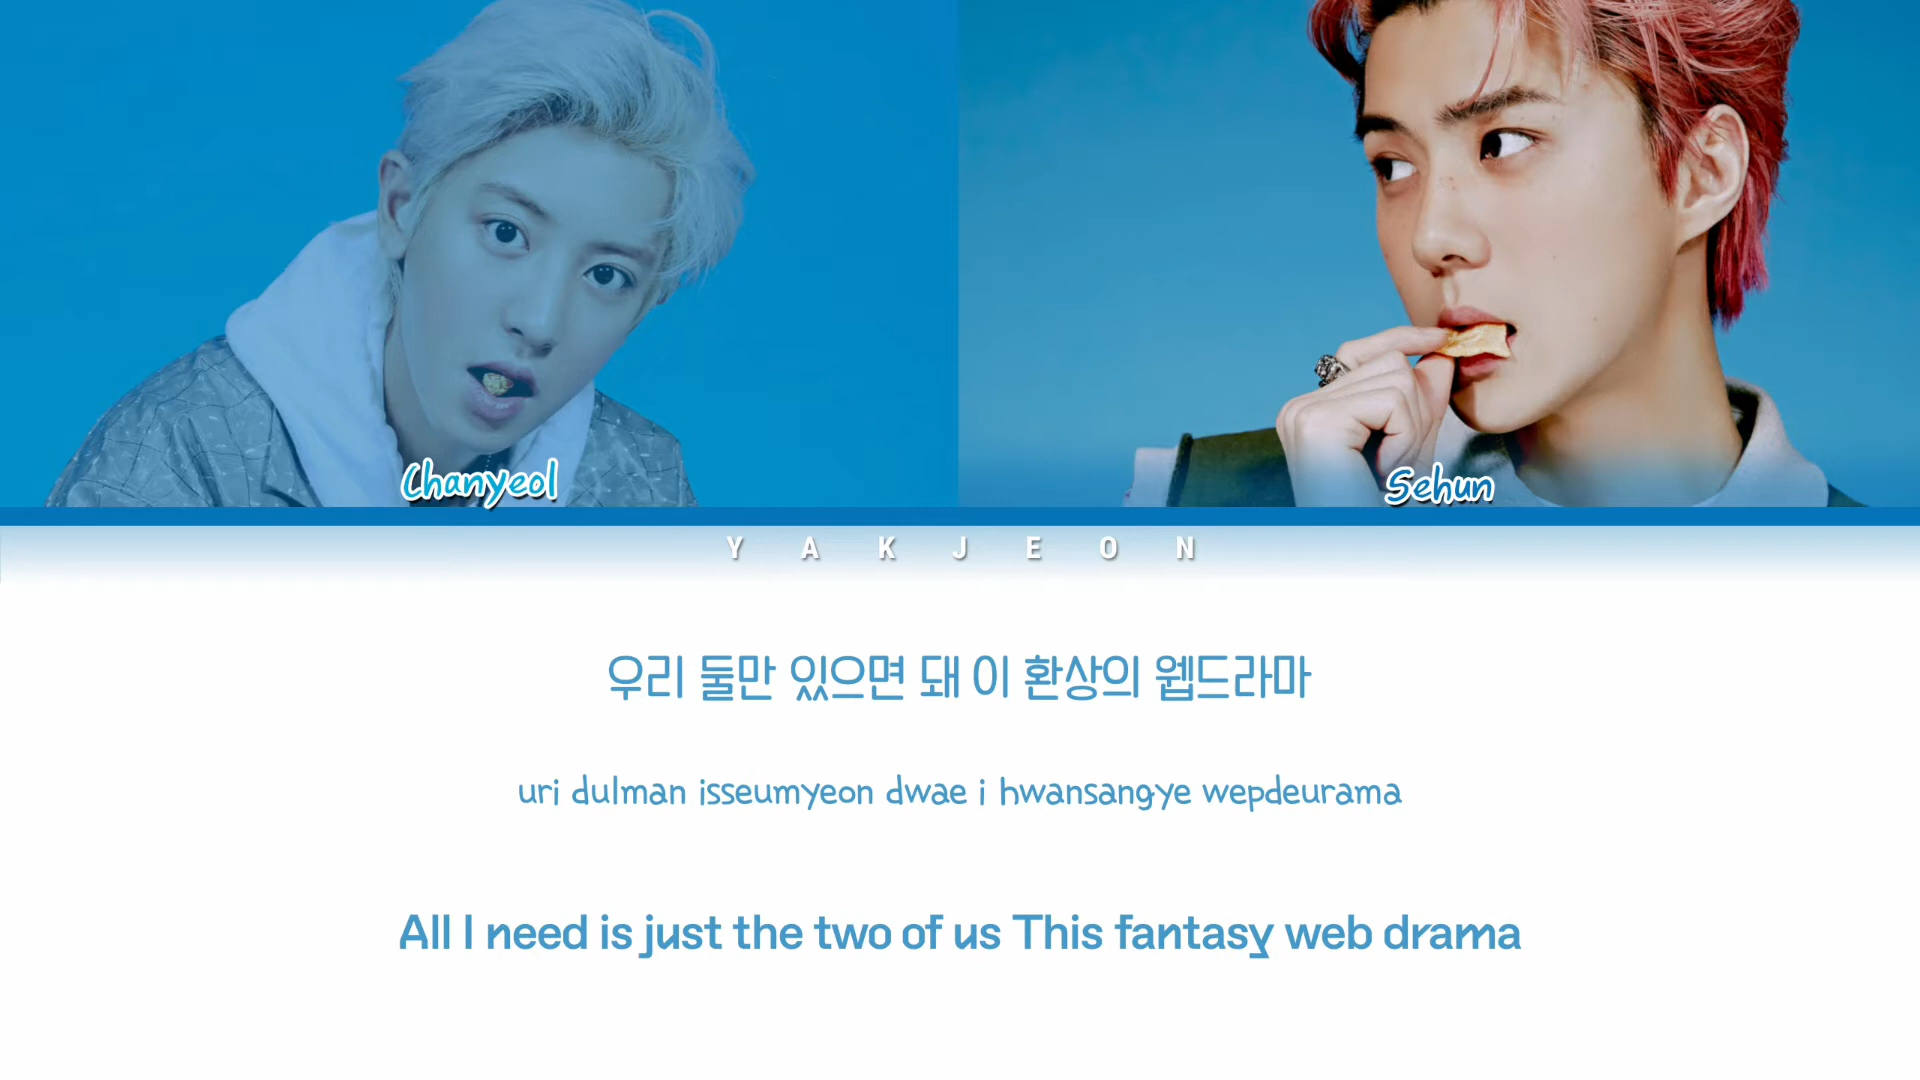 Chanyeol
Sehun
YAKJEON
우리 둘만 있으면 돼 이 환상의 웹드라마
uri dulman isseumyeon dwae i hwansangye wepdeurama
All I need is just the two of us This fantasy web drama